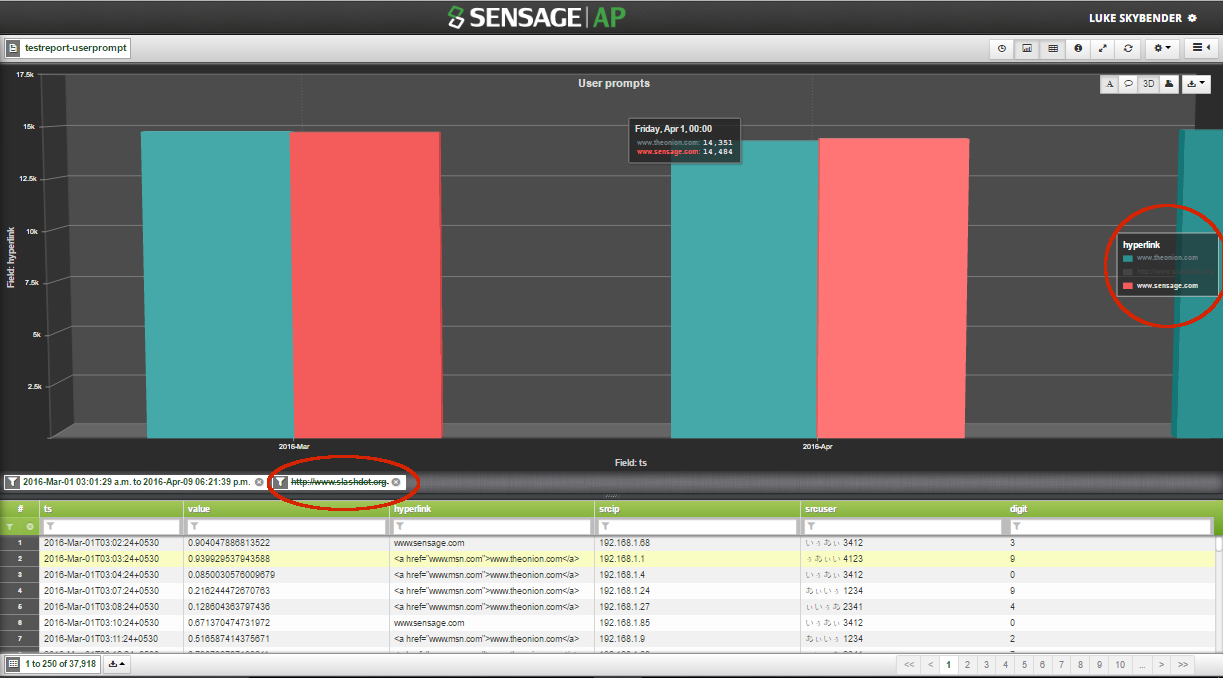 SENSAGE|AP
LUKE SKYBENDER
testreport-userprompt
User prompts
A 3D
17.5k
15k
12.5k
10k
7.5k
5k
2.5k
Field: hyperlink
Friday, Apr 1, 00:00
www.theonion.com: 14,351
www.sensage.com: 14,484
hyperlink
www.theonion.com
www.sensage.com
2016-Mar 2016-Apr
Field: ts
2016-Mar-01 03:01:29 a.m. to 2016-Apr-09 06:21:39 p.m. http://www.slashdot.org
# ts value hyperlink srcip srcuser digit
1 2016-Mar-01T03:02:24+0530 0.904047886813522 www.sensage.com 192.168.1.68 いぅあぃ 3412 3
2 2016-Mar-01T03:03:24+0530 0.939929537943588 <a href="www.msn.com">www.theonion.com</a> 192.168.1.1 ぅあぃい 4123 9
3 2016-Mar-01T03:04:24+0530 0.0850030576009679 <a href="www.msn.com">www.theonion.com</a> 192.168.1.4 いぅあぃ 3412 0
4 2016-Mar-01T03:07:24+0530 0.216244472670763 <a href="www.msn.com">www.theonion.com</a> 192.168.1.24 あぃいぅ 1234 9
5 2016-Mar-01T03:08:24+0530 0.128604363797436 <a href="www.msn.com">www.theonion.com</a> 192.168.1.27 ぃいぅあ 2341 4
6 2016-Mar-01T03:10:24+0530 0.671370474731972 www.sensage.com 192.168.1.85 いぅあぃ 3412 0
7 2016-Mar-01T03:11:24+0530 0.516587414375671 <a href="www.msn.com">www.theonion.com</a> 192.168.1.9 あぃいぅ 1234 2
1 to 250 of 37,918
<< < 1 2 3 4 5 6 7 8 9 10 ... > >>